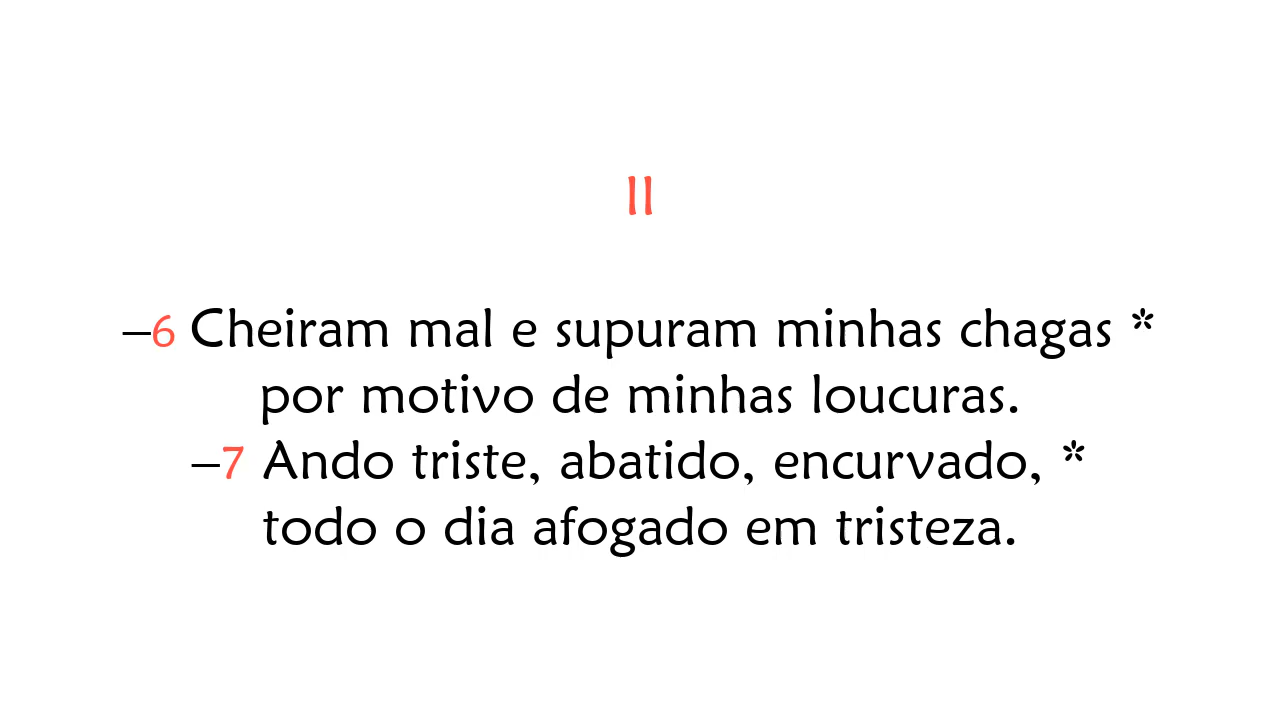 II
–6 Cheiram mal e supuram minhas chagas *
por motivo de minhas loucuras.
–7 Ando triste, abatido, encurvado, *
todo o dia afogado em tristeza.